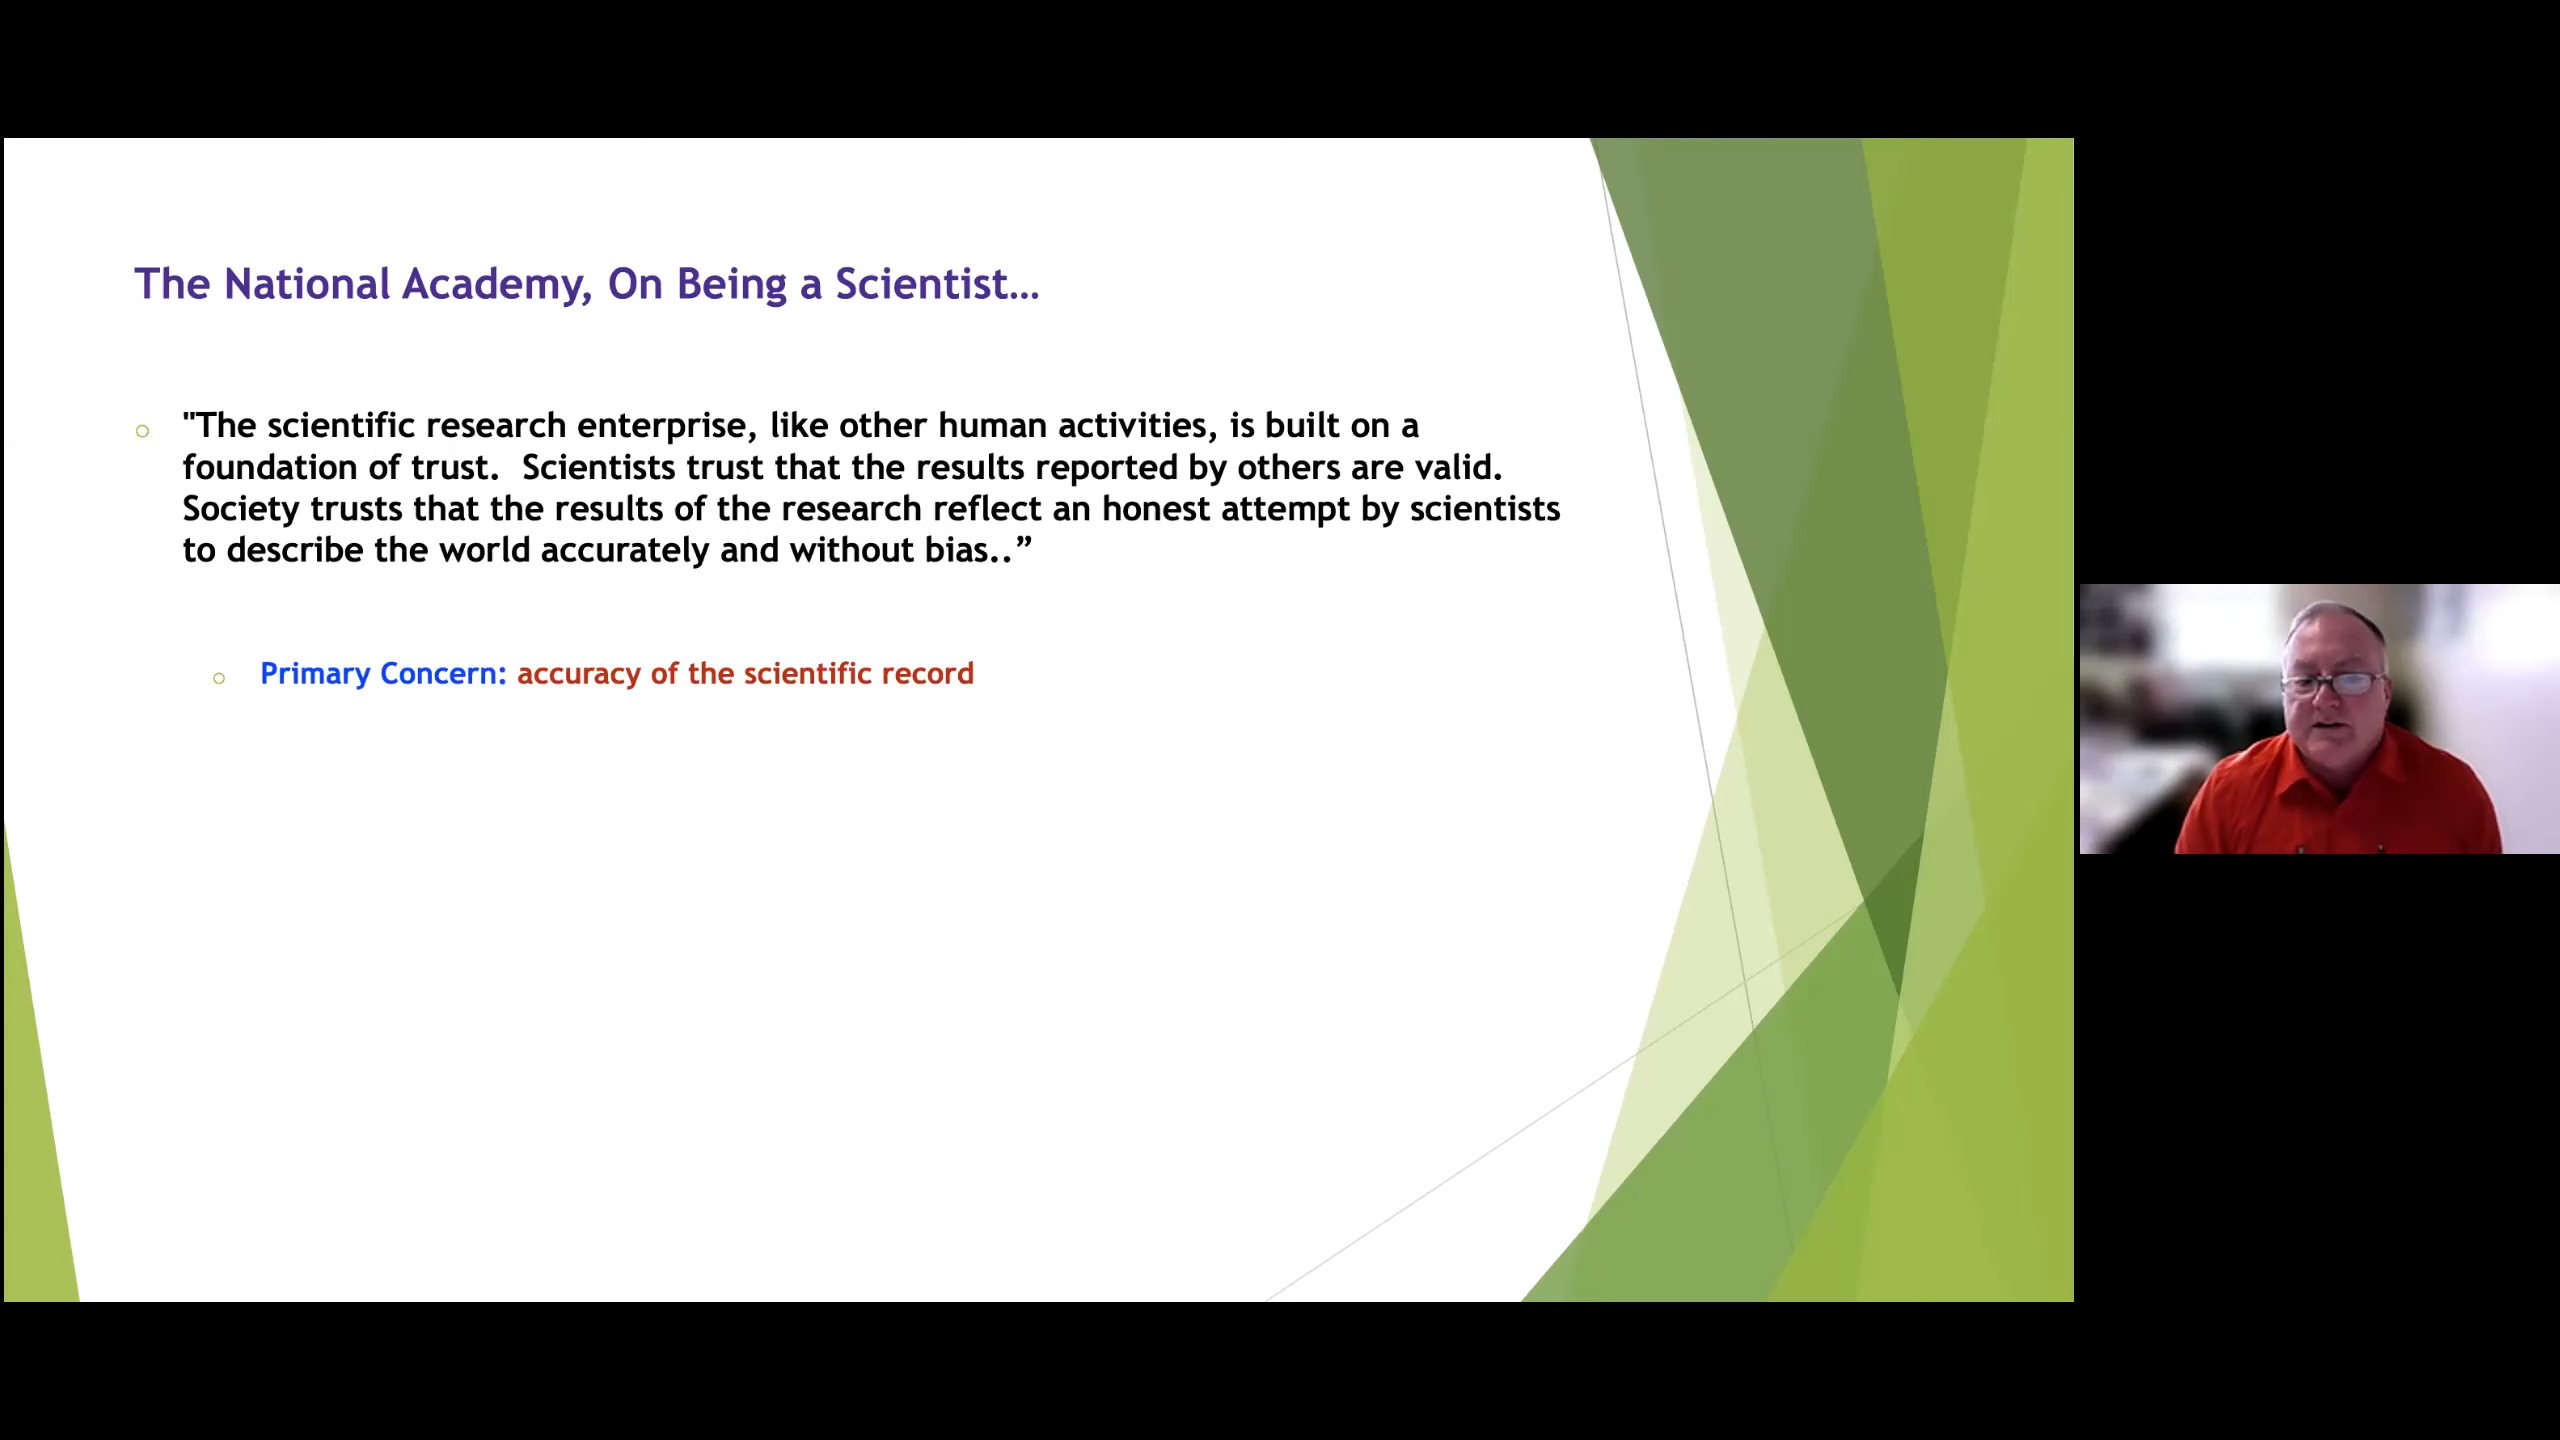 The National Academy, On Being a Scientist…
"The scientific research enterprise, like other human activities, is built on a
foundation of trust.  Scientists trust that the results reported by others are valid.
Society trusts that the results of the research reflect an honest attempt by scientists
to describe the world accurately and without bias..”
Primary Concern: accuracy of the scientific record